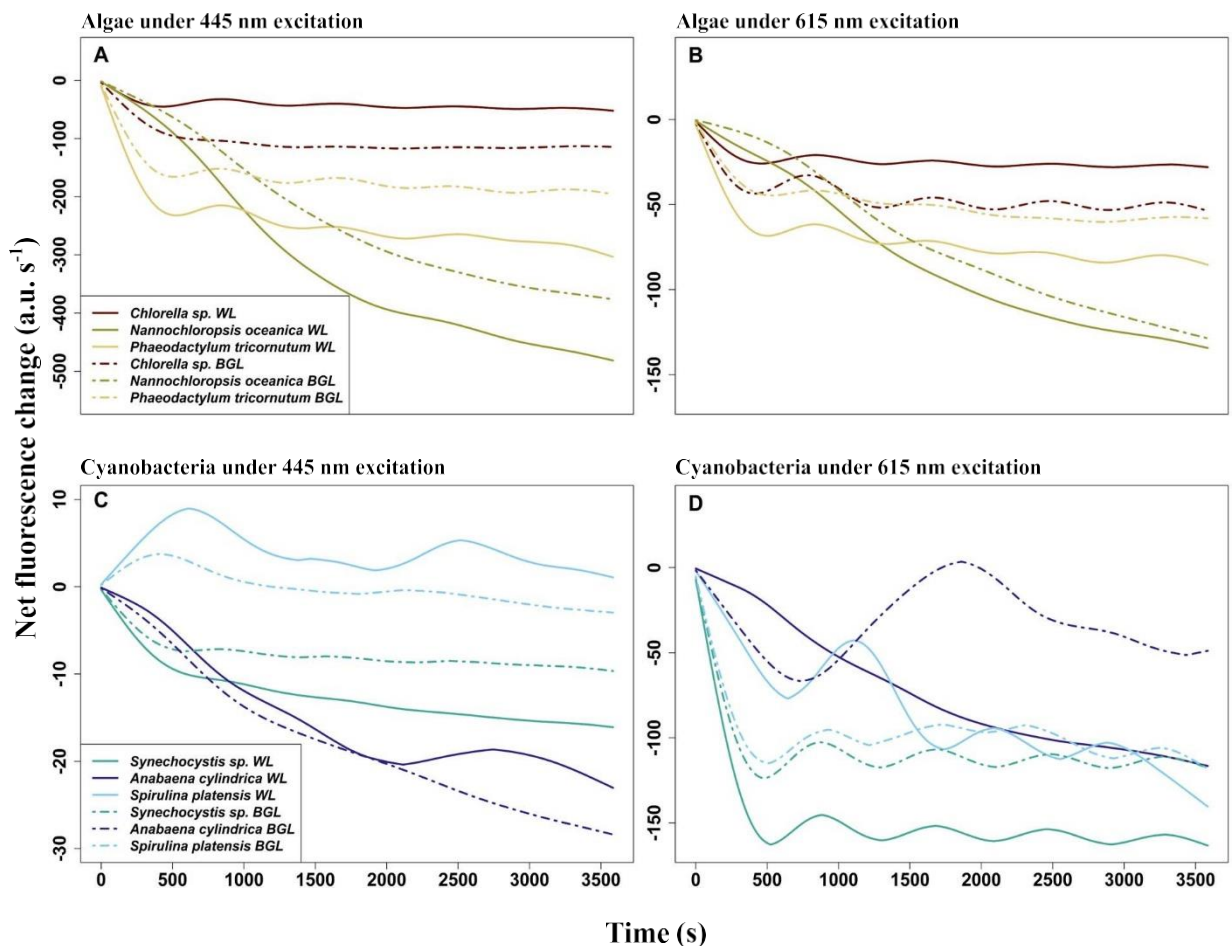 Algae under 445 nm excitation
Algae under 615 nm excitation
A
0
-100
-200
-300
-400
-500
Chlorella sp. WL
Nannochloropsis oceanica WL
Phaeodactylum tricornutum WL
Chlorella sp. BGL
Nannochloropsis oceanica BGL
Phaeodactylum tricornutum BGL
B
0
-50
-100
-150
Net fluorescence change (a.u. s⁻¹)
Cyanobacteria under 445 nm excitation
Cyanobacteria under 615 nm excitation
C
10
0
-10
-20
-30
Synechocystis sp. WL
Anabaena cylindrica WL
Spirulina platensis WL
Synechocystis sp. BGL
Anabaena cylindrica BGL
Spirulina platensis BGL
0 500 1000 1500 2000 2500 3000 3500
D
0
-50
-100
-150
0 500 1000 1500 2000 2500 3000 3500
Time (s)